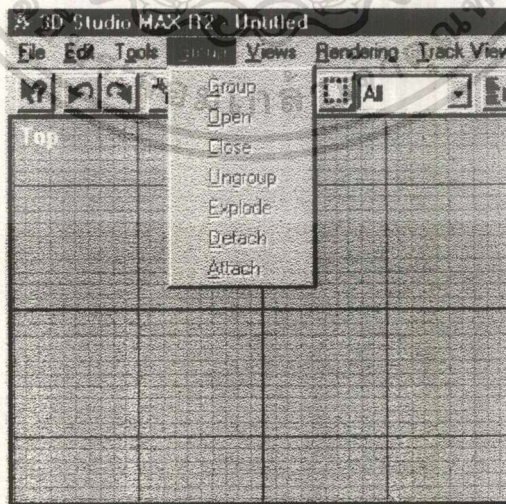 3D Studio MAX R2 - Untitled
File Edit Tools Group Views Rendering Track View
All
Top
Group
Open
Close
Ungroup
Explode
Detach
Attach